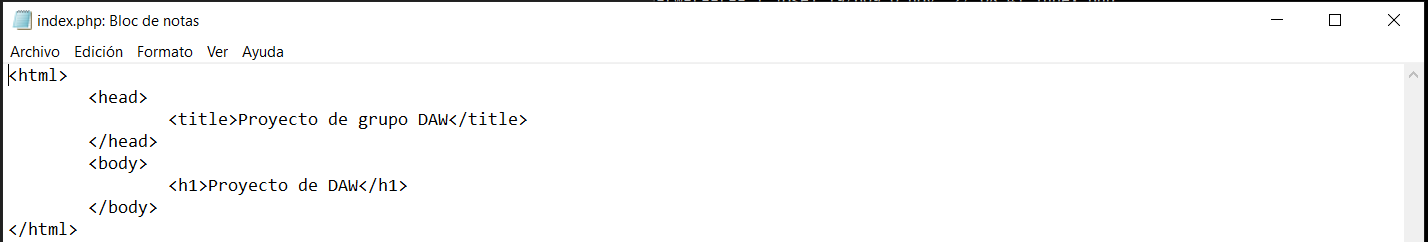 index.php: Bloc de notas
Archivo Edición Formato Ver Ayuda
<html>
<head>
<title>Proyecto de grupo DAW</title>
</head>
<body>
<h1>Proyecto de DAW</h1>
</body>
</html>